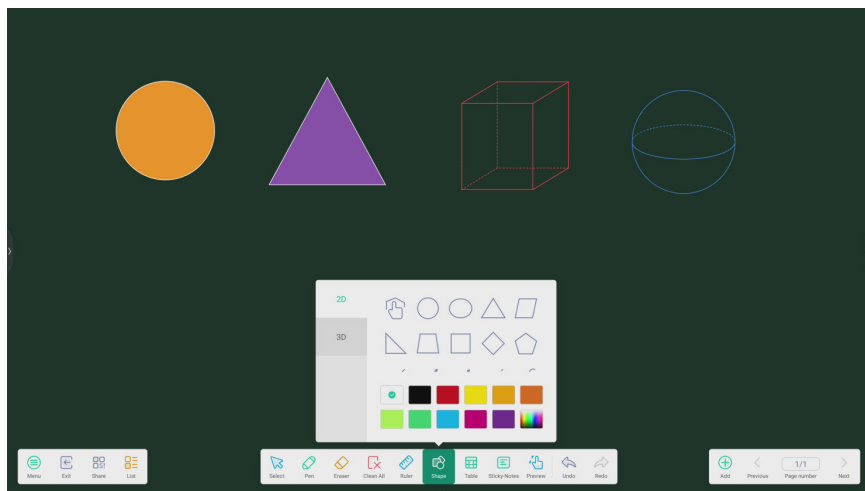 2D
3D
Menu
Exit
Share
List
Select
Pen
Eraser
Clean All
Ruler
Shape
Table
Sticky-Notes
Preview
Undo
Redo
Add
Previous
1/1
Page number
Next